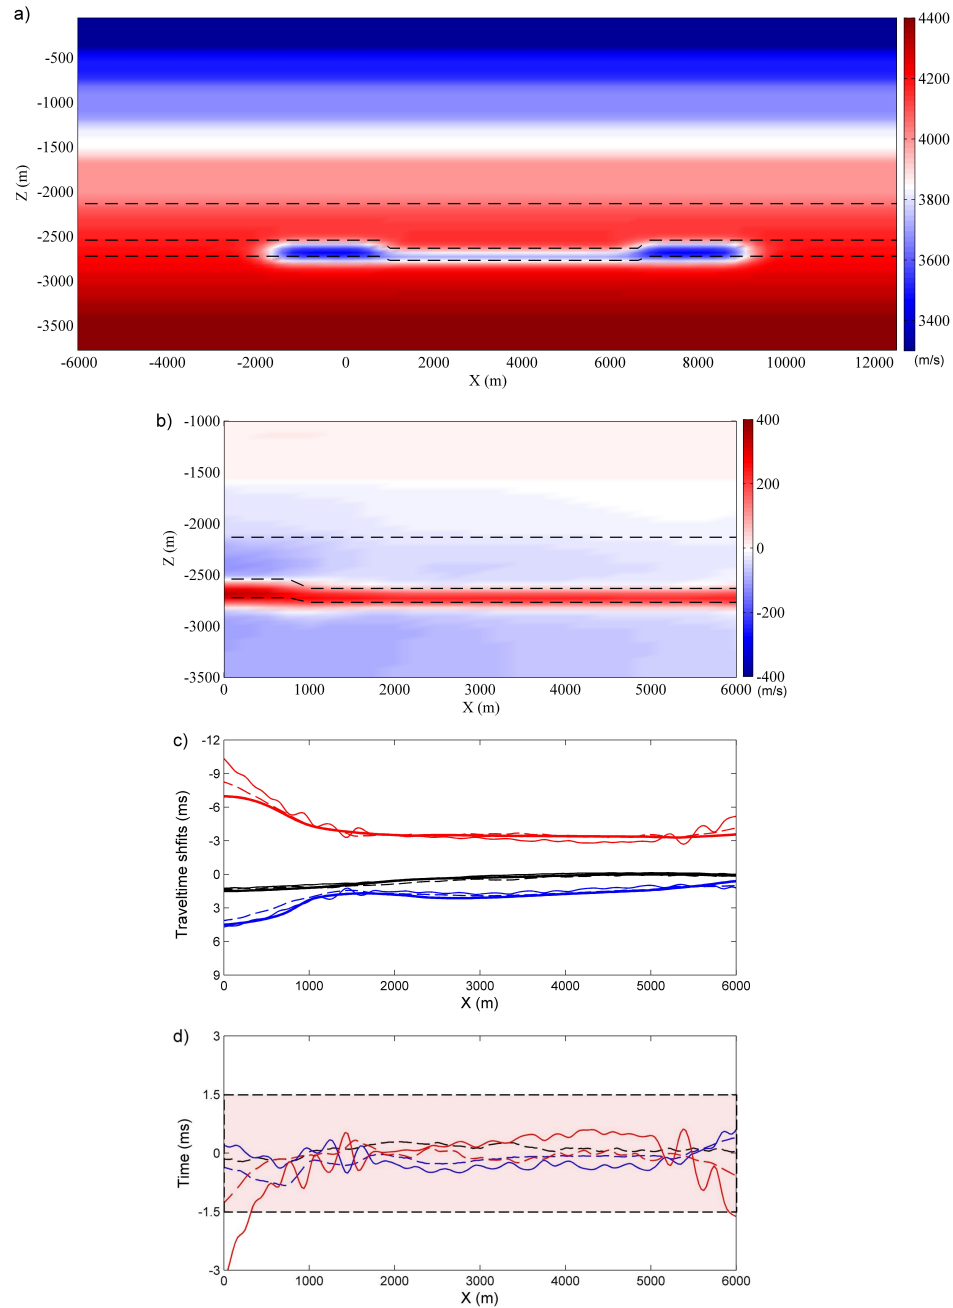 a)
4400
4200
4000
3800
3600
3400
(m/s)
-500
-1000
-1500
-2000
-2500
-3000
-3500
Z (m)
-6000 -4000 -2000 0 2000 4000 6000 8000 10000 12000
X (m)
b)
400
200
0
-200
-400
(m/s)
-1000
-1500
-2000
-2500
-3000
-3500
Z (m)
0 1000 2000 3000 4000 5000 6000
X (m)
c)
-12
-9
-6
-3
0
3
6
9
Traveltime shfits (ms)
0 1000 2000 3000 4000 5000 6000
X (m)
d)
3
1.5
0
-1.5
-3
Time (ms)
0 1000 2000 3000 4000 5000 6000
X (m)